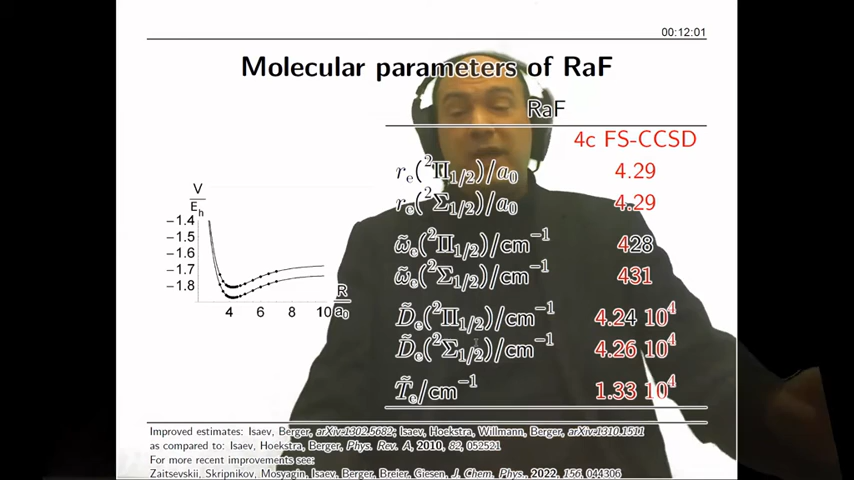 00:12:01
Molecular parameters of RaF
RaF
4c FS-CCSD
r_e(²Π_1/2)/a_0 4.29
r_e(²Σ_1/2)/a_0 4.29
ω̃_e(²Π_1/2)/cm⁻¹ 428
ω̃_e(²Σ_1/2)/cm⁻¹ 431
D̃_e(²Π_1/2)/cm⁻¹ 4.24 10⁴
D̃_e(²Σ_1/2)/cm⁻¹ 4.26 10⁴
T̃_e/cm⁻¹ 1.33 10⁴
V
E_h
-1.4
-1.5
-1.6
-1.7
-1.8
4 6 8 10
R
a_0
Improved estimates: Isaev, Berger, arXiv:1302.5682; Isaev, Hoekstra, Willmann, Berger, arXiv:1310.1511
as compared to: Isaev, Hoekstra, Berger, Phys. Rev. A, 2010, 82, 052521
For more recent improvements see:
Zaitsevskii, Skripnikov, Mosyagin, Isaev, Berger, Breier, Giesen, J. Chem. Phys., 2022, 156, 044306